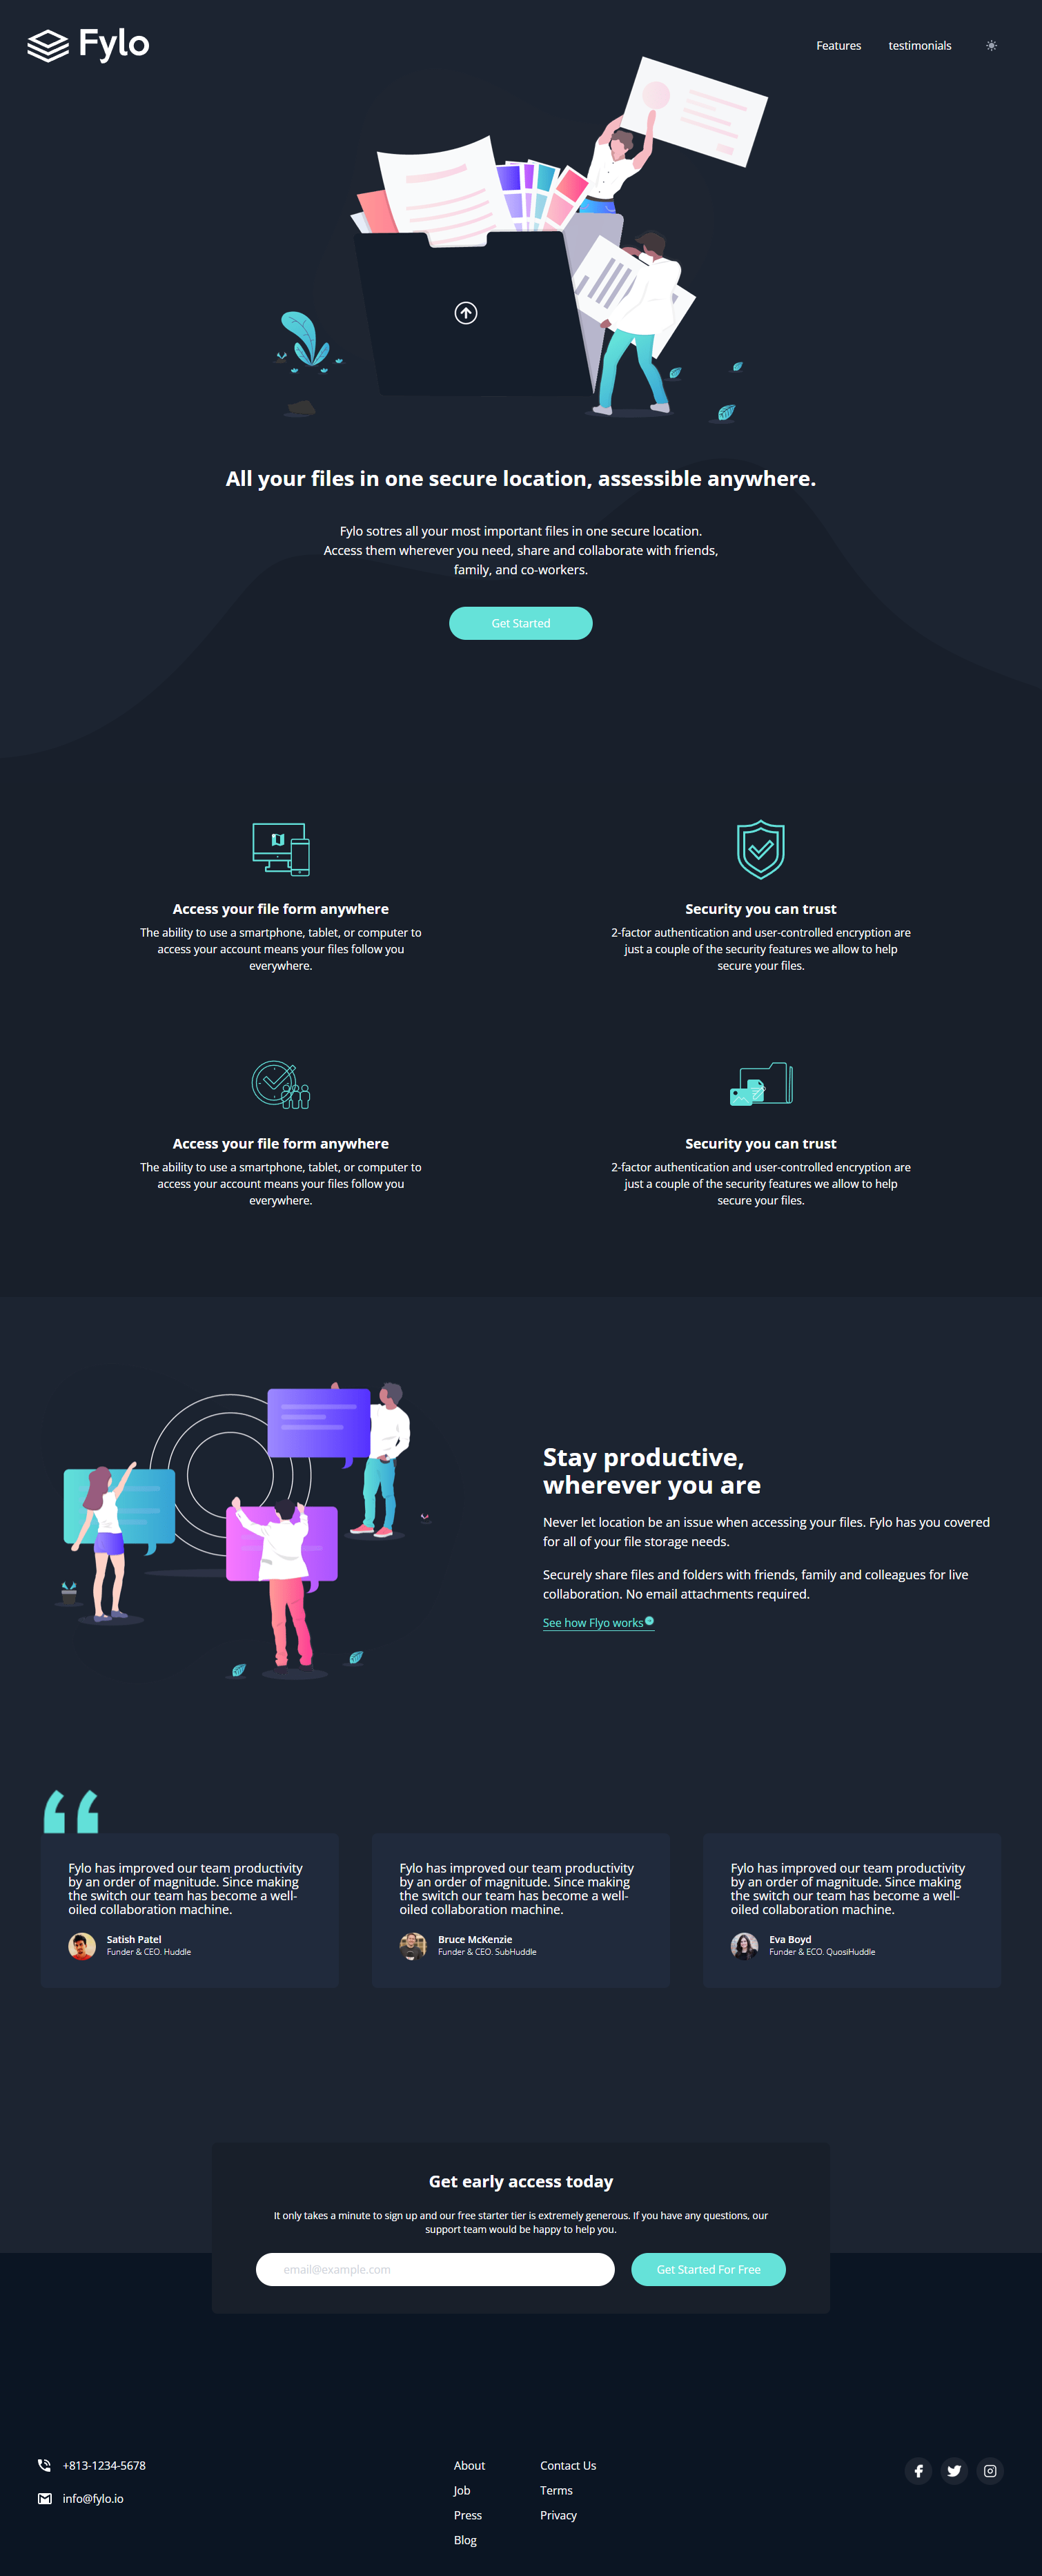 Fylo
Features
testimonials
All your files in one secure location, assessible anywhere.
Fylo sotres all your most important files in one secure location.
Access them wherever you need, share and collaborate with friends,
family, and co-workers.
Get Started
Access your file form anywhere
The ability to use a smartphone, tablet, or computer to
access your account means your files follow you
everywhere.
Security you can trust
2-factor authentication and user-controlled encryption are
just a couple of the security features we allow to help
secure your files.
Access your file form anywhere
The ability to use a smartphone, tablet, or computer to
access your account means your files follow you
everywhere.
Security you can trust
2-factor authentication and user-controlled encryption are
just a couple of the security features we allow to help
secure your files.
Stay productive,
wherever you are
Never let location be an issue when accessing your files. Fylo has you covered
for all of your file storage needs.
Securely share files and folders with friends, family and colleagues for live
collaboration. No email attachments required.
See how Flyo works
Fylo has improved our team productivity
by an order of magnitude. Since making
the switch our team has become a well-
oiled collaboration machine.
Satish Patel
Funder & CEO. Huddle
Fylo has improved our team productivity
by an order of magnitude. Since making
the switch our team has become a well-
oiled collaboration machine.
Bruce McKenzie
Funder & CEO. SubHuddle
Fylo has improved our team productivity
by an order of magnitude. Since making
the switch our team has become a well-
oiled collaboration machine.
Eva Boyd
Funder & ECO. QuosiHuddle
Get early access today
It only takes a minute to sign up and our free starter tier is extremely generous. If you have any questions, our
support team would be happy to help you.
email@example.com
Get Started For Free
+813-1234-5678
info@fylo.io
About
Job
Press
Blog
Contact Us
Terms
Privacy